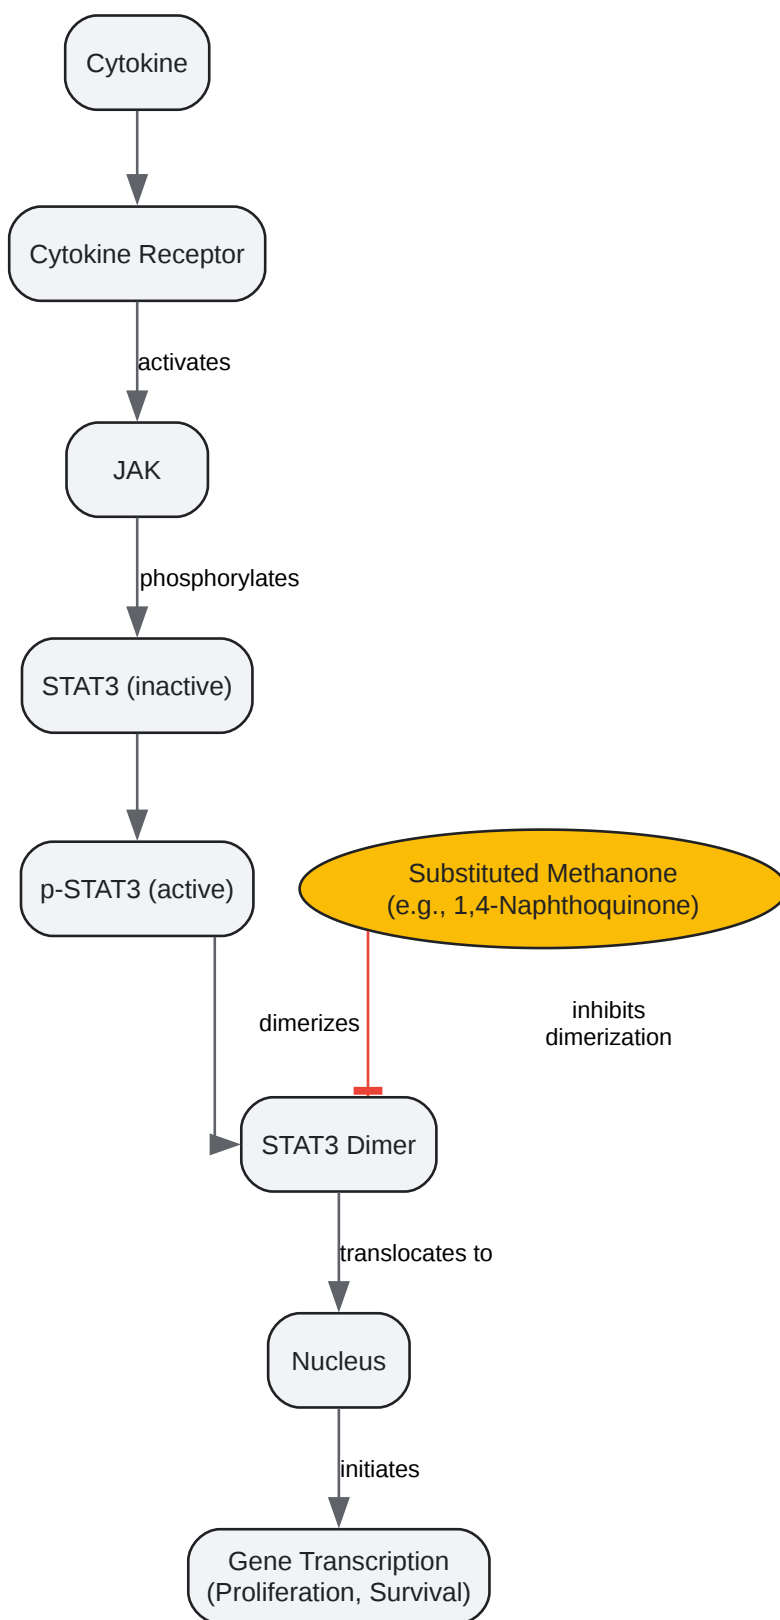 Cytokine
Cytokine Receptor
activates
JAK
phosphorylates
STAT3 (inactive)
p-STAT3 (active)
Substituted Methanone
(e.g., 1,4-Naphthoquinone)
dimerizes
inhibits
dimerization
STAT3 Dimer
translocates to
Nucleus
initiates
Gene Transcription
(Proliferation, Survival)